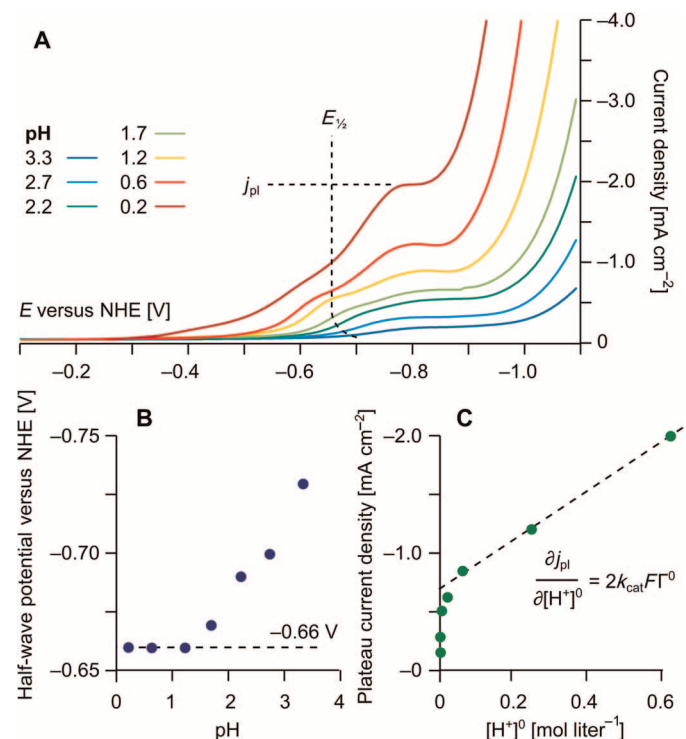 A
pH
3.3
2.7
2.2
1.7
1.2
0.6
0.2
E½
jpl
E versus NHE [V]
−0.2
−0.4
−0.6
−0.8
−1.0
−4.0
−3.0
−2.0
−1.0
0
Current density [mA cm−2]
B
Half-wave potential versus NHE [V]
−0.75
−0.70
−0.65
−0.66 V
0
1
2
3
4
pH
C
Plateau current density [mA cm−2]
−2.0
−1.0
−0
∂jpl
∂[H+]0 = 2kcatFΓ0
0
0.2
0.4
0.6
[H+]0 [mol liter−1]